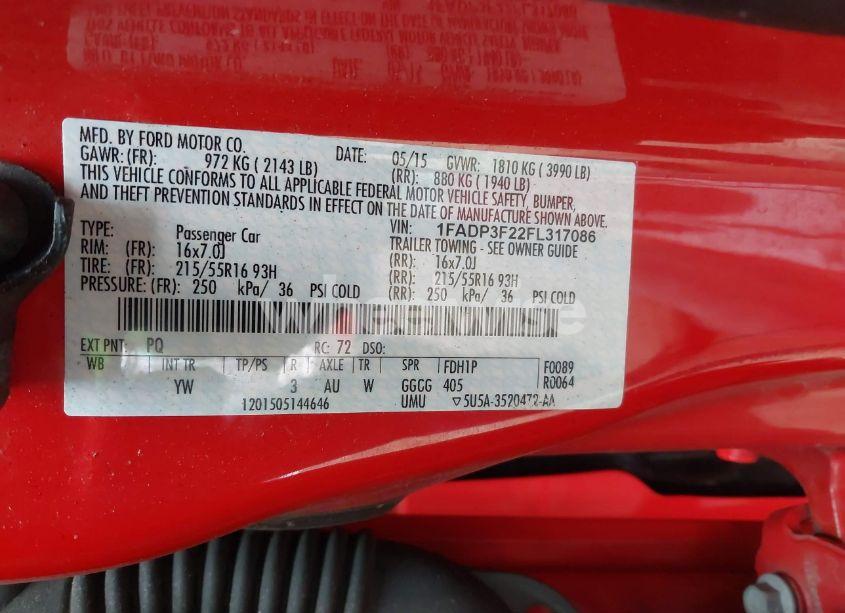 MFD. BY FORD MOTOR CO.
DATE: 05/15 GVWR: 1810 KG ( 3990 LB)
GAWR: (FR): 972 KG ( 2143 LB) (RR): 880 KG ( 1940 LB)
THIS VEHICLE CONFORMS TO ALL APPLICABLE FEDERAL MOTOR VEHICLE SAFETY, BUMPER,
AND THEFT PREVENTION STANDARDS IN EFFECT ON THE DATE OF MANUFACTURE SHOWN ABOVE.
TYPE: Passenger Car VIN: 1FADP3F22FL317086
TRAILER TOWING - SEE OWNER GUIDE
RIM: (FR): 16x7.0J (RR): 16x7.0J
TIRE: (FR): 215/55R16 93H (RR): 215/55R16 93H
PRESSURE: (FR): 250 kPa/ 36 PSI COLD (RR): 250 kPa/ 36 PSI COLD
EXT PNT: PQ RC: 72 DSO:
WB INT TR TP/PS R AXLE TR SPR FDH1P F0089
YW 3 AU W GGCG 405 R0064
1201505144646 UMU ▽5U5A-3520472-AA